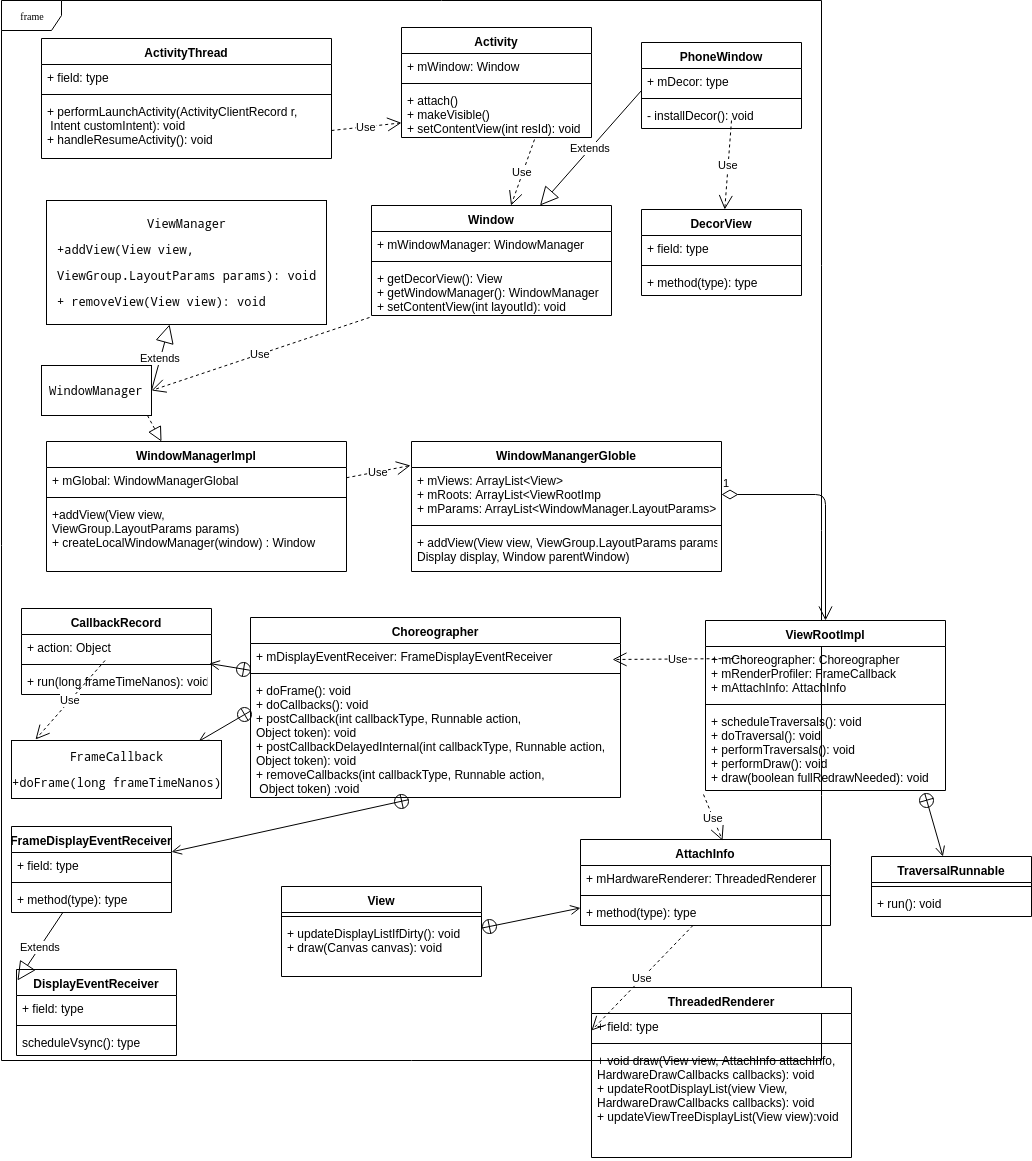 frame
ActivityThread
+ field: type
+ performLaunchActivity(ActivityClientRecord r,
Intent customIntent): void
+ handleResumeActivity(): void
Use
Activity
+ mWindow: Window
+ attach()
+ makeVisible()
+ setContentView(int resId): void
PhoneWindow
+ mDecor: type
- installDecor(): void
Extends
Use
Use
ViewManager
+addView(View view,
ViewGroup.LayoutParams params): void
+ removeView(View view): void
Window
+ mWindowManager: WindowManager
+ getDecorView(): View
+ getWindowManager(): WindowManager
+ setContentView(int layoutId): void
DecorView
+ field: type
+ method(type): type
Extends
Use
WindowManager
WindowManagerImpl
+ mGlobal: WindowManagerGlobal
+addView(View view,
ViewGroup.LayoutParams params)
+ createLocalWindowManager(window) : Window
Use
WindowManangerGloble
+ mViews: ArrayList<View>
+ mRoots: ArrayList<ViewRootImp
+ mParams: ArrayList<WindowManager.LayoutParams>
+ addView(View view, ViewGroup.LayoutParams params
Display display, Window parentWindow)
1
CallbackRecord
+ action: Object
+ run(long frameTimeNanos): void
Use
FrameCallback
+doFrame(long frameTimeNanos)
Choreographer
+ mDisplayEventReceiver: FrameDisplayEventReceiver
+ doFrame(): void
+ doCallbacks(): void
+ postCallback(int callbackType, Runnable action,
Object token): void
+ postCallbackDelayedInternal(int callbackType, Runnable action,
Object token): void
+ removeCallbacks(int callbackType, Runnable action,
Object token) :void
Use
ViewRootImpl
+ mChoreographer: Choreographer
+ mRenderProfiler: FrameCallback
+ mAttachInfo: AttachInfo
+ scheduleTraversals(): void
+ doTraversal(): void
+ performTraversals(): void
+ performDraw(): void
+ draw(boolean fullRedrawNeeded): void
Use
FrameDisplayEventReceiver
+ field: type
+ method(type): type
Extends
DisplayEventReceiver
+ field: type
scheduleVsync(): type
View
+ updateDisplayListIfDirty(): void
+ draw(Canvas canvas): void
AttachInfo
+ mHardwareRenderer: ThreadedRenderer
+ method(type): type
TraversalRunnable
+ run(): void
Use
ThreadedRenderer
+ field: type
+ void draw(View view, AttachInfo attachInfo,
HardwareDrawCallbacks callbacks): void
+ updateRootDisplayList(view View,
HardwareDrawCallbacks callbacks): void
+ updateViewTreeDisplayList(View view):void